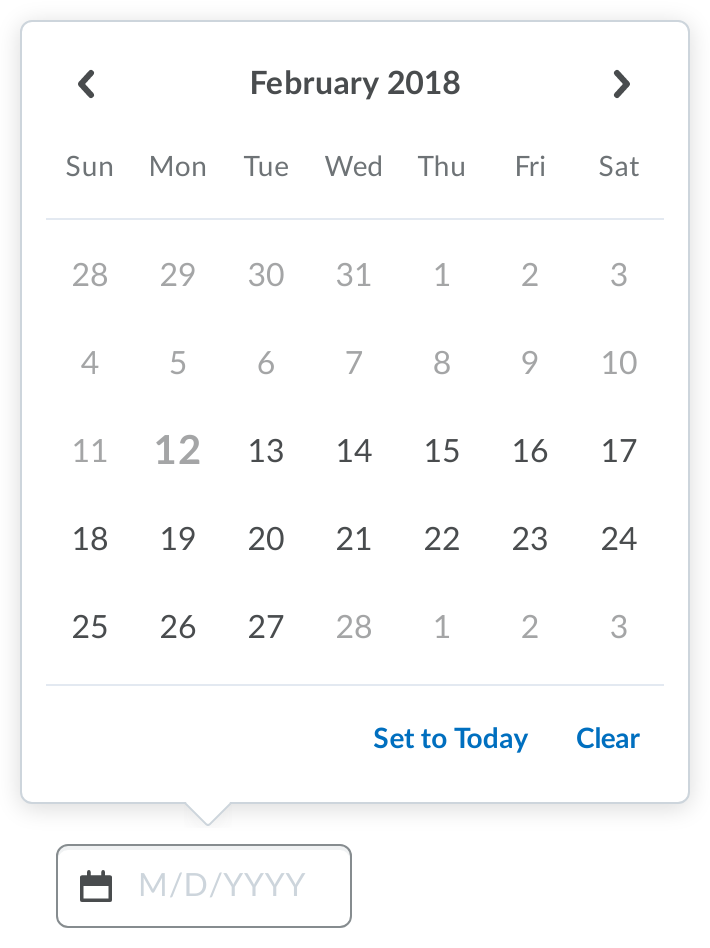 February 2018
Sun Mon Tue Wed Thu Fri Sat
28 29 30 31 1 2 3
4 5 6 7 8 9 10
11 12 13 14 15 16 17
18 19 20 21 22 23 24
25 26 27 28 1 2 3
Set to Today Clear
M/D/YYYY